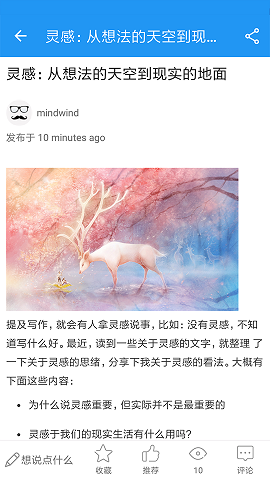 灵感：从想法的天空到现...
灵感：从想法的天空到现实的地面
mindwind
发布于 10 minutes ago
提及写作，就会有人拿灵感说事，比如：没有灵感，不知
道写什么好。最近，读到一些关于灵感的文字，就整理 了
一下关于灵感的思绪，分享下我关于灵感的看法。大概有
下面这些内容：
• 为什么说灵感重要，但实际并不是最重要的
• 灵感于我们的现实生活有什么用吗?
想说点什么
收藏 推荐 10 评论